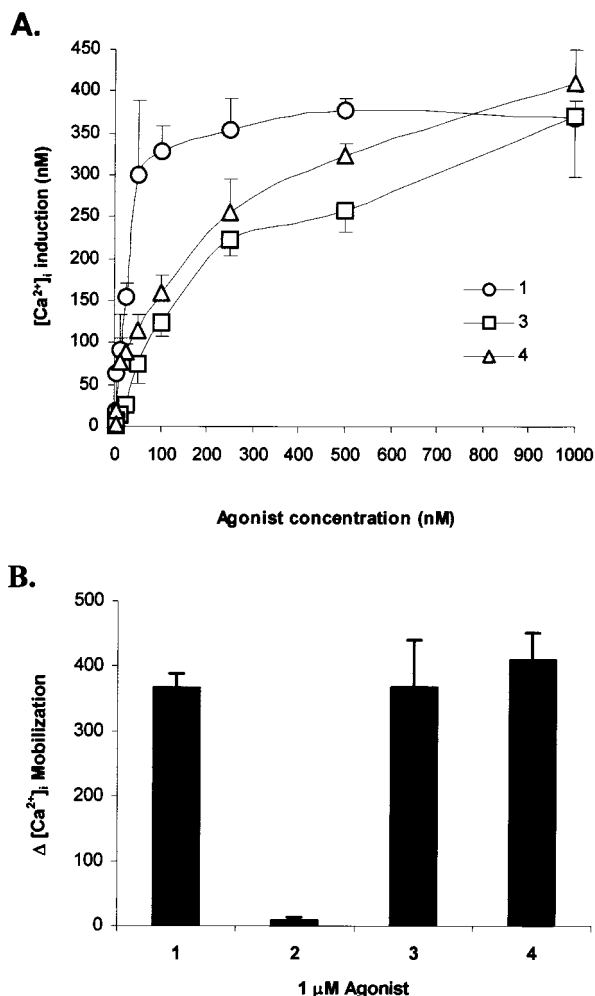 A.
450
400
350
300
250
200
150
100
50
0
[Ca²⁺]ᵢ induction (nM)
1
3
4
0 100 200 300 400 500 600 700 800 900 1000
Agonist concentration (nM)
B.
500
400
300
200
100
0
Δ [Ca²⁺]ᵢ Mobilization
1 2 3 4
1 μM Agonist